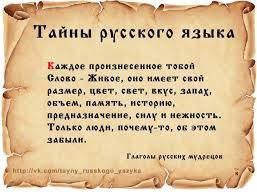 Тайны русского языка
Каждое произнесенное тобой
Слово - Живое, оно имеет свой
размер, цвет, свет, вкус, запах,
объем, память, историю,
предназначение, силу и нежность.
Только люди, почему-то, об этом
забыли.
Глаголы русских мудрецов
http://vk.com/tayny_russkogo_yazyka